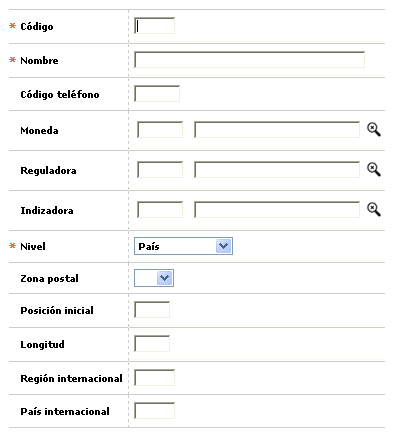 * Código
* Nombre
Código teléfono
Moneda
Reguladora
Indizadora
* Nivel País
Zona postal
Posición inicial
Longitud
Región internacional
País internacional